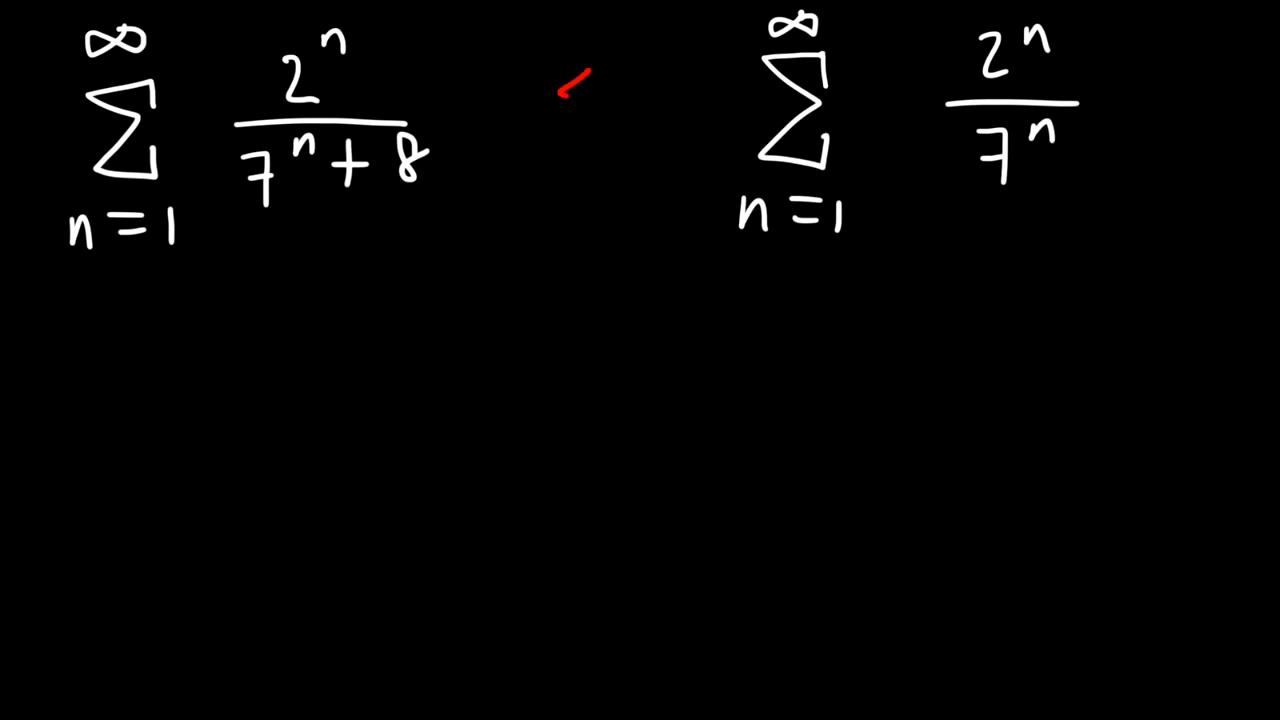 ∞ ∞
∑ 2^n / (7^n + 8) ∑ 2^n / 7^n
n = 1 n = 1